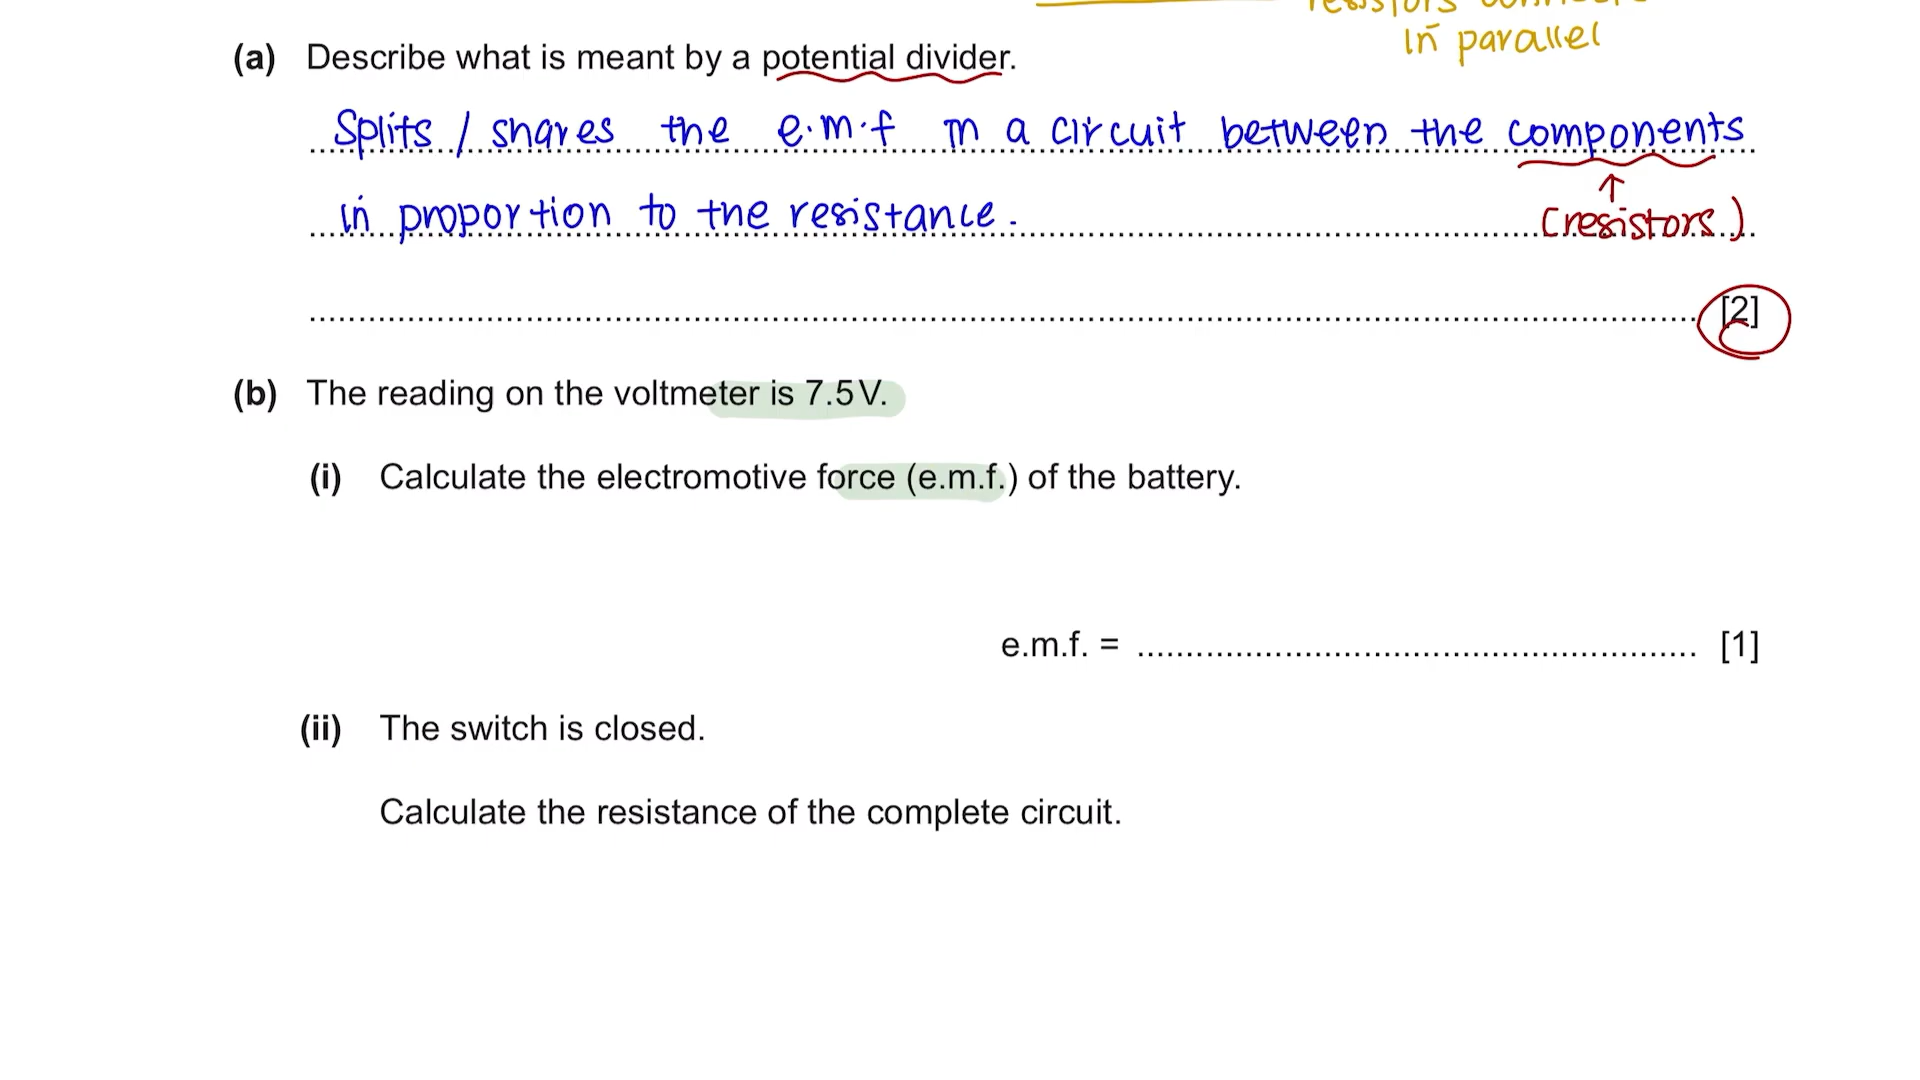 in parallel
(a) Describe what is meant by a potential divider.
Splits / shares the e.m.f in a circuit between the components
in proportion to the resistance.
(resistors)
[2]
(b) The reading on the voltmeter is 7.5V.
(i) Calculate the electromotive force (e.m.f.) of the battery.
e.m.f. = ........................................................ [1]
(ii) The switch is closed.
Calculate the resistance of the complete circuit.